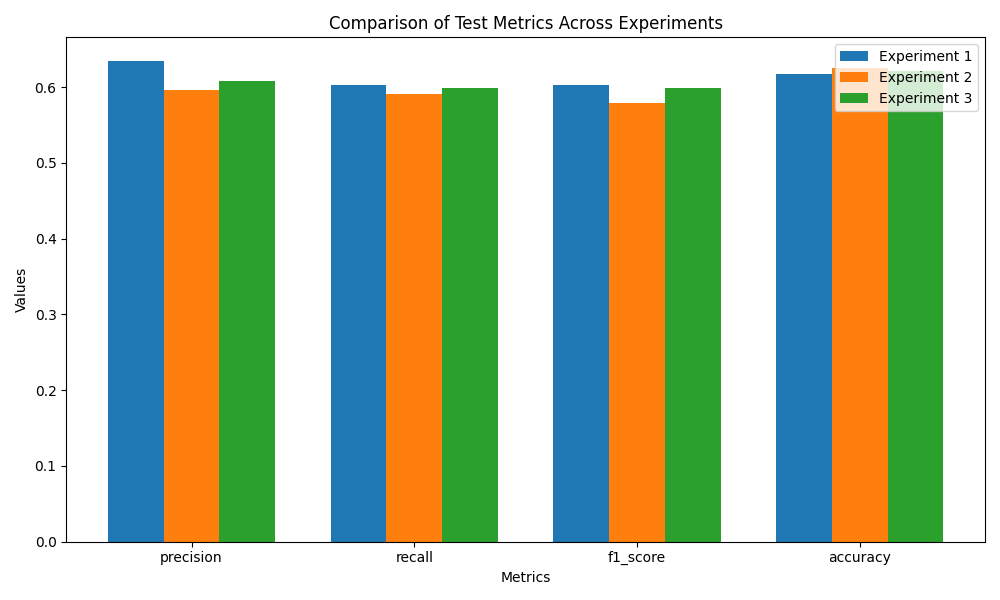 Comparison of Test Metrics Across Experiments
Experiment 1
Experiment 2
Experiment 3
Values
0.6
0.5
0.4
0.3
0.2
0.1
0.0
precision recall f1_score accuracy
Metrics